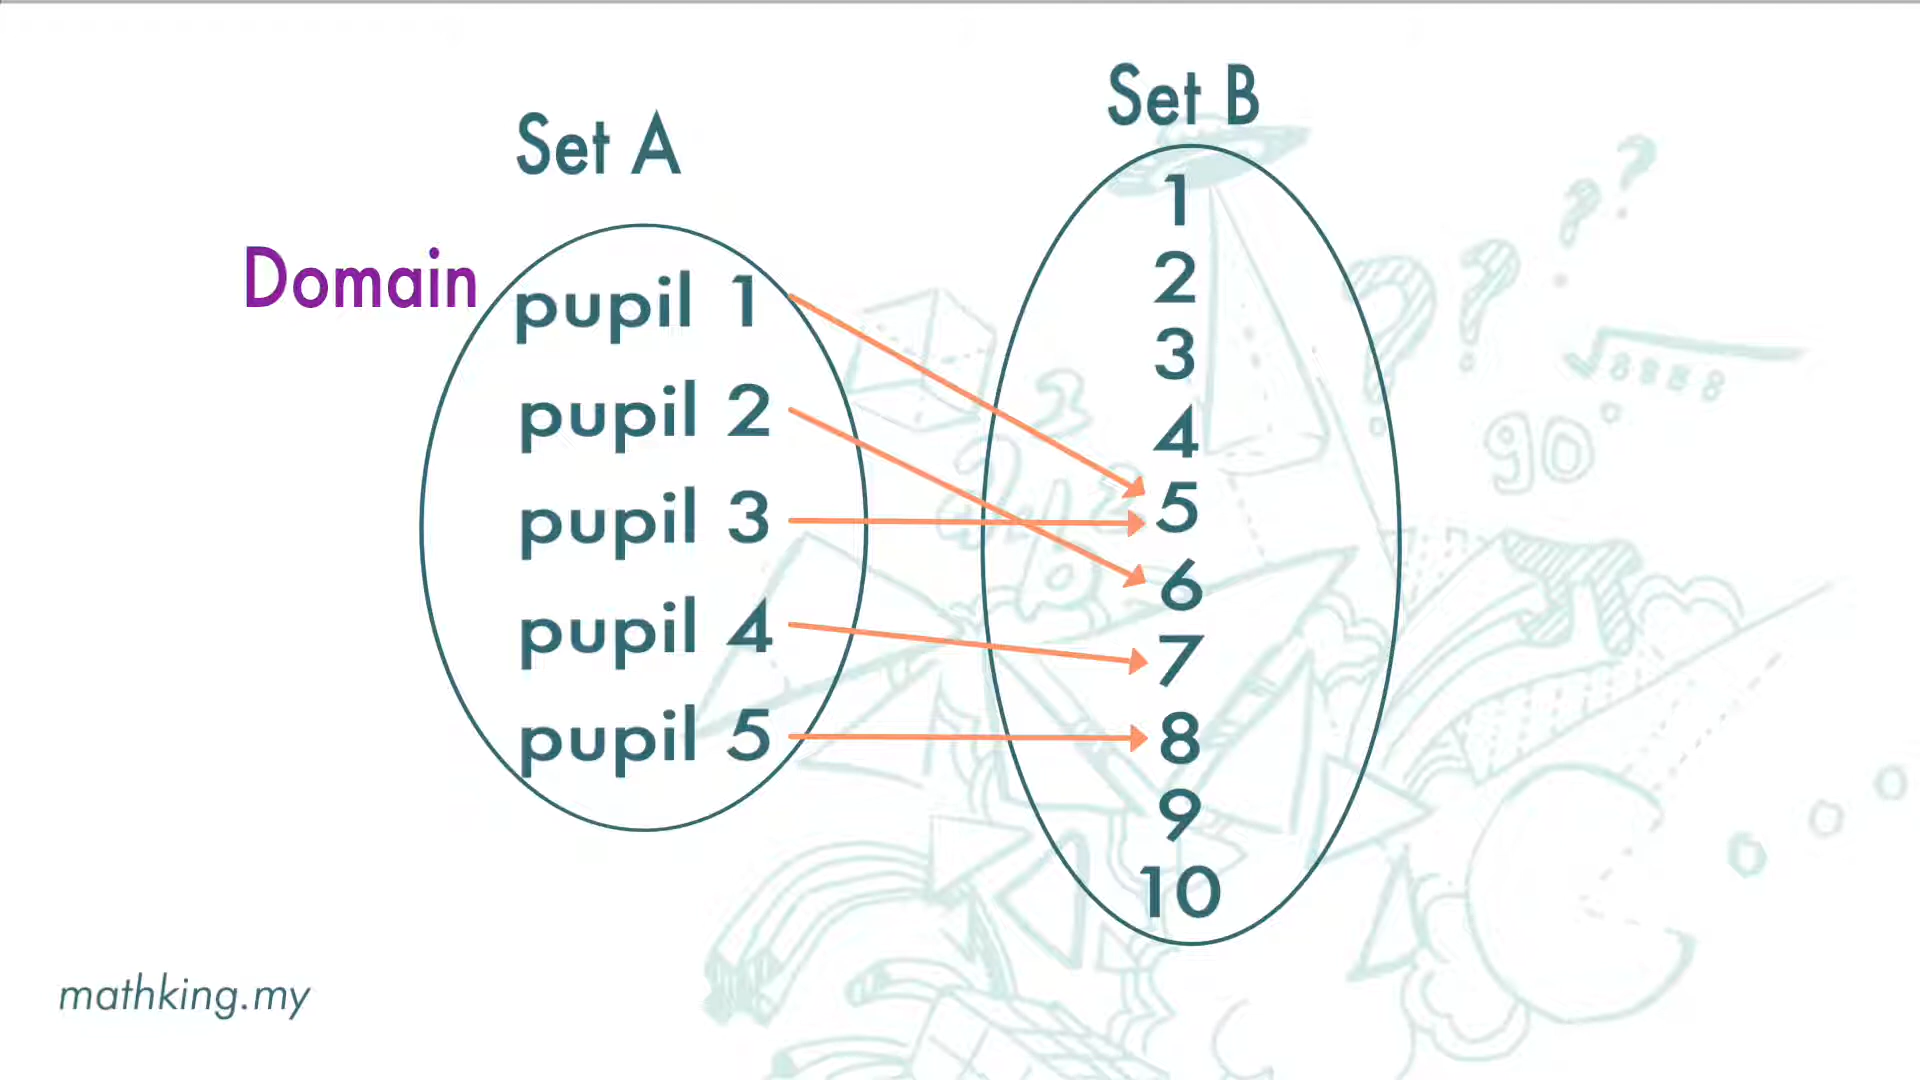 Set A
Set B
Domain
pupil 1
pupil 2
pupil 3
pupil 4
pupil 5
1
2
3
4
5
6
7
8
9
10
90°
mathking.my